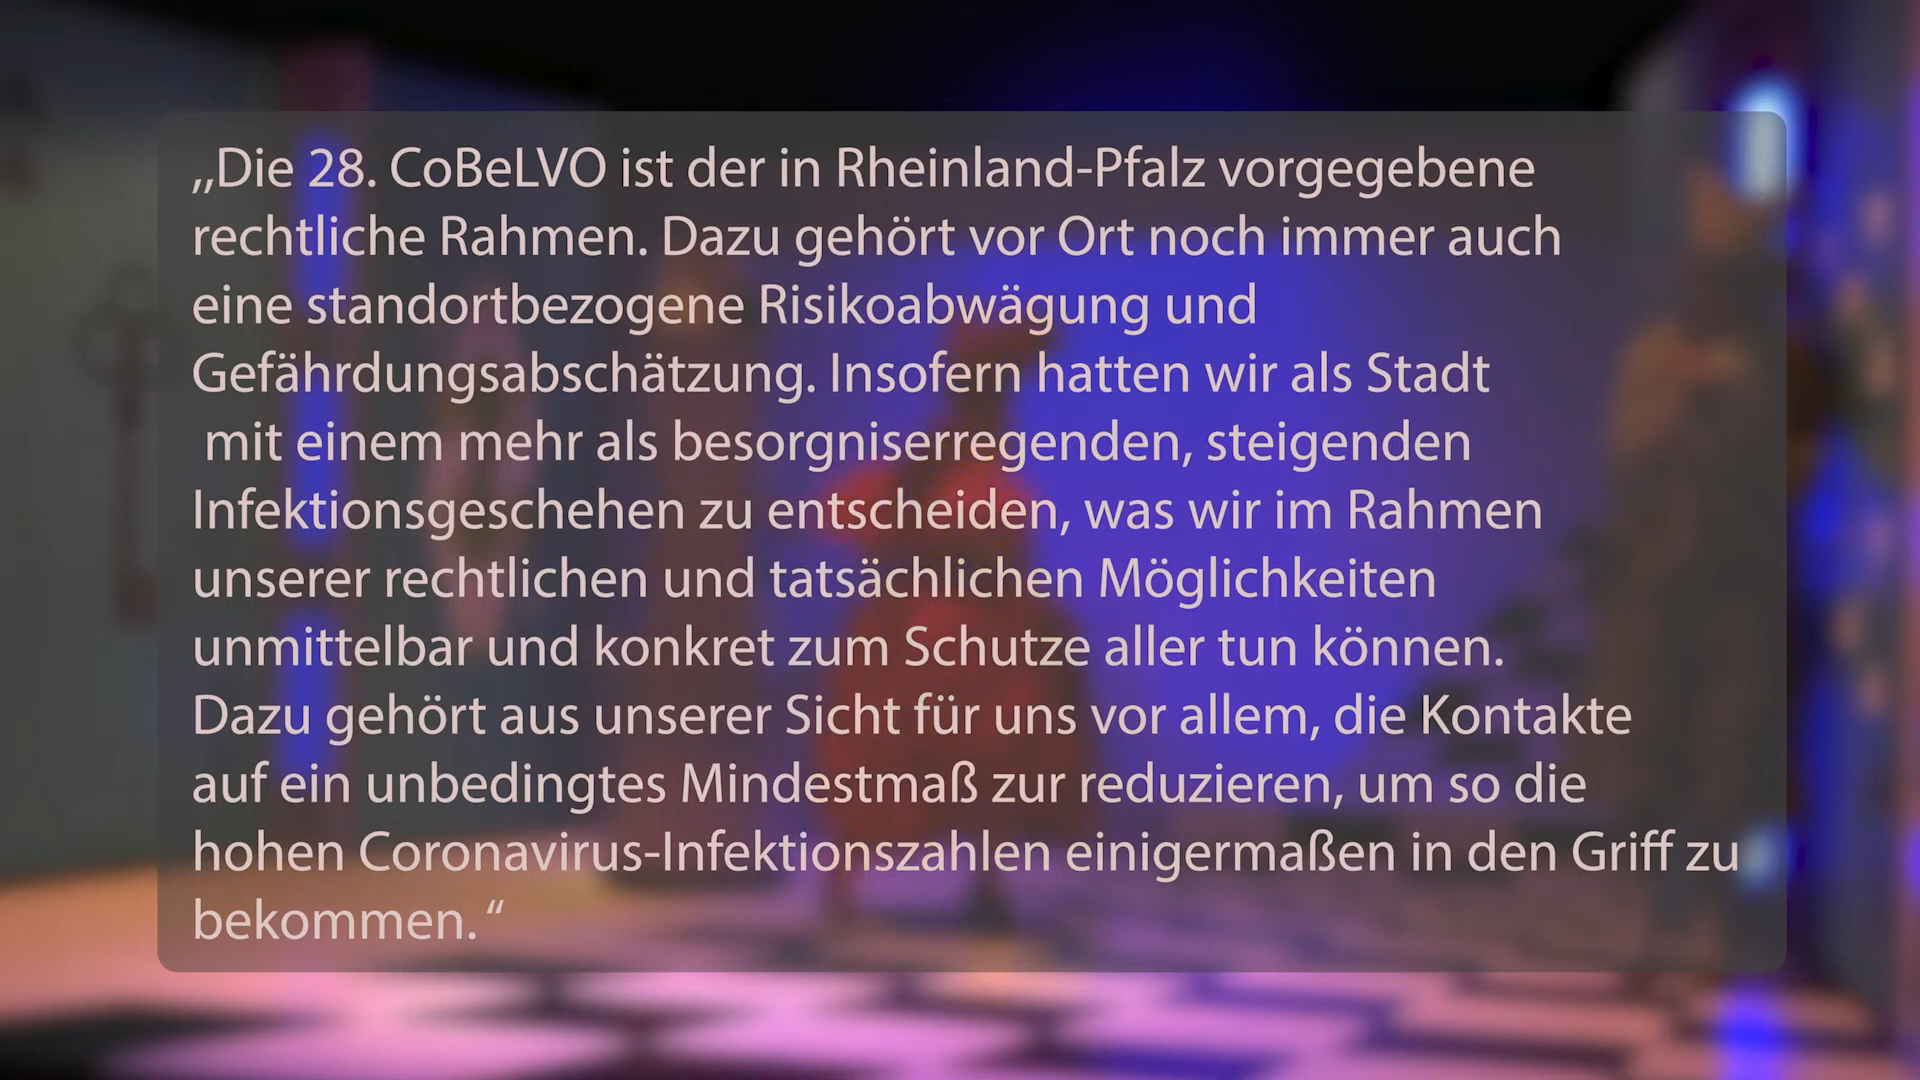 ,,Die 28. CoBeLVO ist der in Rheinland-Pfalz vorgegebene
rechtliche Rahmen. Dazu gehört vor Ort noch immer auch
eine standortbezogene Risikoabwägung und
Gefährdungsabschätzung. Insofern hatten wir als Stadt
mit einem mehr als besorgniserregenden, steigenden
Infektionsgeschehen zu entscheiden, was wir im Rahmen
unserer rechtlichen und tatsächlichen Möglichkeiten
unmittelbar und konkret zum Schutze aller tun können.
Dazu gehört aus unserer Sicht für uns vor allem, die Kontakte
auf ein unbedingtes Mindestmaß zur reduzieren, um so die
hohen Coronavirus-Infektionszahlen einigermaßen in den Griff zu
bekommen. “